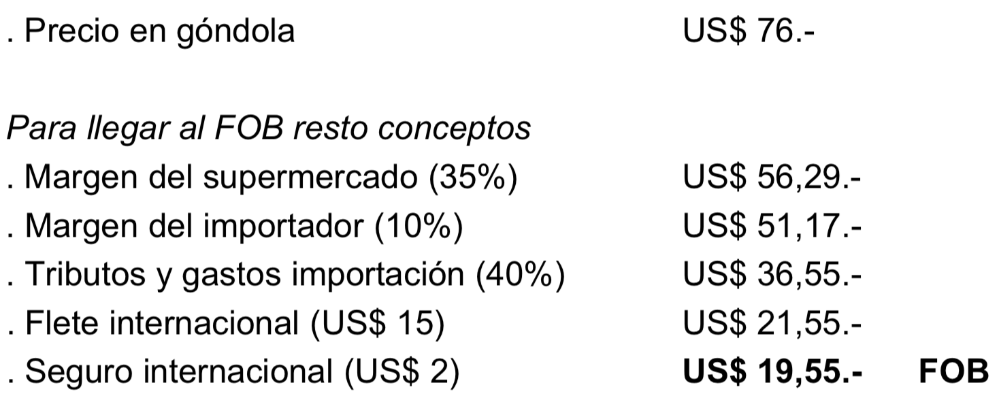 . Precio en góndola US$ 76.-
Para llegar al FOB resto conceptos
. Margen del supermercado (35%) US$ 56,29.-
. Margen del importador (10%) US$ 51,17.-
. Tributos y gastos importación (40%) US$ 36,55.-
. Flete internacional (US$ 15) US$ 21,55.-
. Seguro internacional (US$ 2) US$ 19,55.- FOB